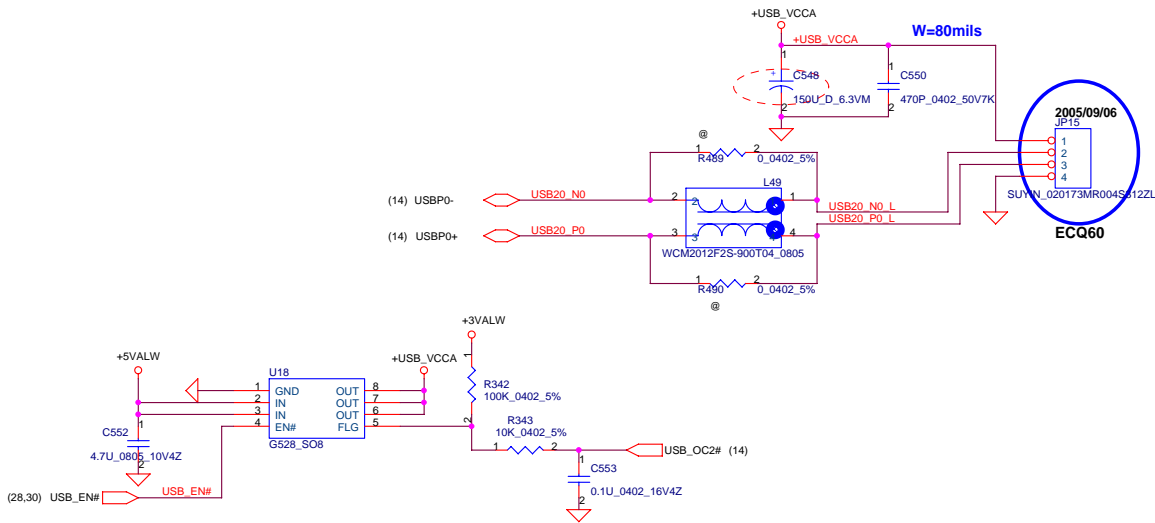 +USB_VCCA
W=80mils
+USB_VCCA
1
+
C548
150U_D_6.3VM
2
1
C550
470P_0402_50V7K
2
2005/09/06
JP15
1
2
3
4
SUYIN_020173MR004S512ZL
ECQ60
@
1
2
R489
0_0402_5%
L49
(14) USBP0-
USB20_N0
2
2
1
USB20_N0_L
USB20_P0_L
(14) USBP0+
USB20_P0
3
3
4
WCM2012F2S-900T04_0805
1
2
R490
0_0402_5%
@
+3VALW
+5VALW
+USB_VCCA
U18
1
R342
100K_0402_5%
2
1 GND OUT 8
2 IN OUT 7
3 IN OUT 6
4 EN# FLG 5
G528_SO8
1
C552
4.7U_0805_10V4Z
2
R343
10K_0402_5%
1
2
USB_OC2# (14)
1
C553
0.1U_0402_16V4Z
2
(28,30) USB_EN#
USB_EN#